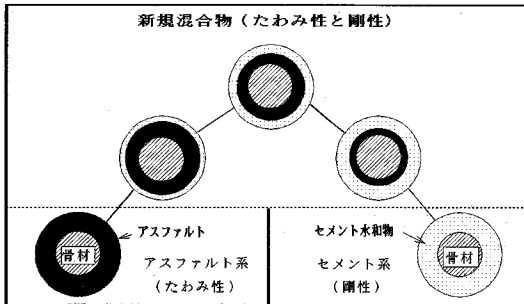 新規混合物(たわみ性と剛性)
アスファルト
骨材
アスファルト系
(たわみ性)
セメント水和物
骨材
セメント系
(剛性)